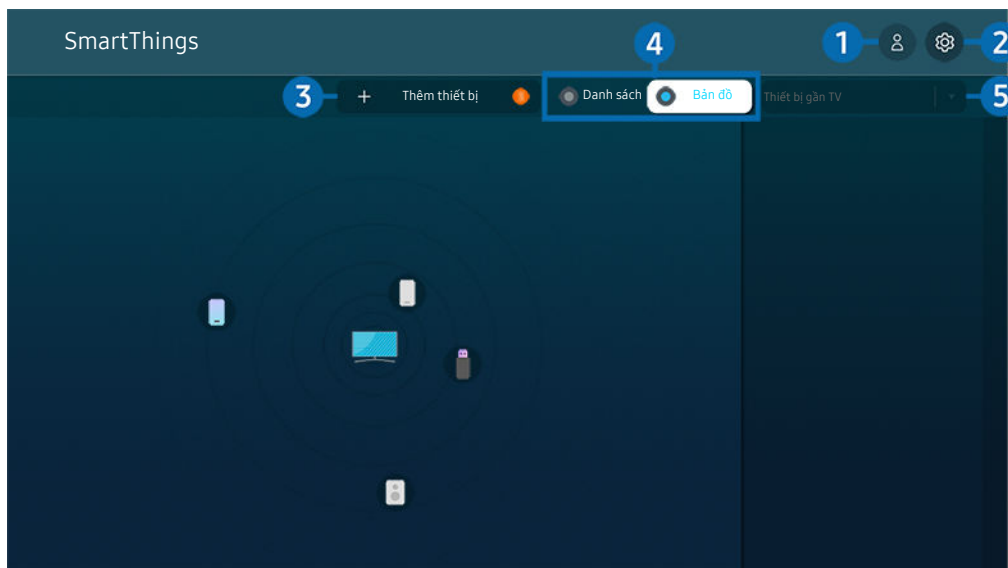 SmartThings
4
1
2
3
+ Thêm thiết bị
Danh sách
Bản đồ
Thiết bị gần TV
5